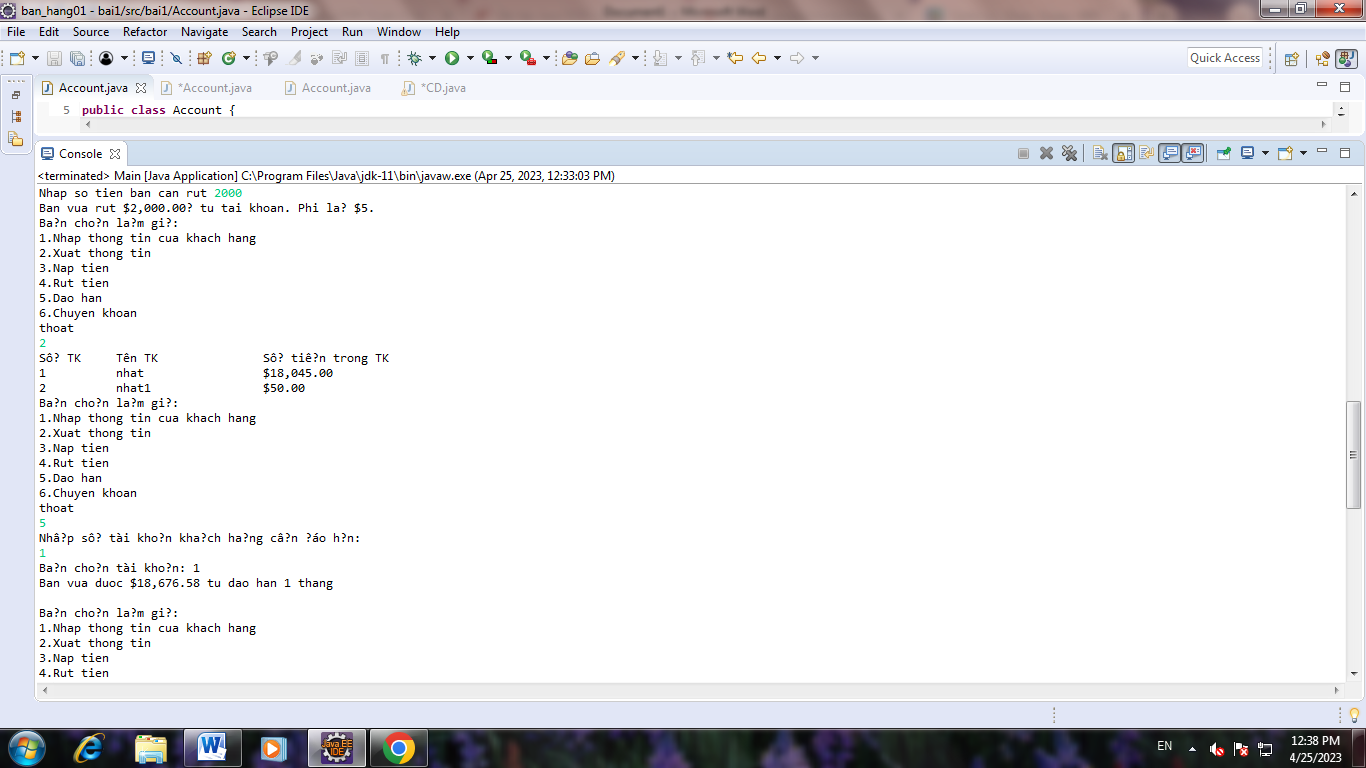 ban_hang01 - bai1/src/bai1/Account.java - Eclipse IDE
File Edit Source Refactor Navigate Search Project Run Window Help
Quick Access
Account.java *Account.java Account.java *CD.java
5 public class Account {
Console
<terminated> Main [Java Application] C:\Program Files\Java\jdk-11\bin\javaw.exe (Apr 25, 2023, 12:33:03 PM)
Nhap so tien ban can rut 2000
Ban vua rut $2,000.00? tu tai khoan. Phi la? $5.
Ba?n cho?n la?m gi?:
1.Nhap thong tin cua khach hang
2.Xuat thong tin
3.Nap tien
4.Rut tien
5.Dao han
6.Chuyen khoan
thoat
2
Sô? TK Tên TK Sô? tiê?n trong TK
1 nhat $18,045.00
2 nhat1 $50.00
Ba?n cho?n la?m gi?:
1.Nhap thong tin cua khach hang
2.Xuat thong tin
3.Nap tien
4.Rut tien
5.Dao han
6.Chuyen khoan
thoat
5
Nhâ?p sô? tài kho?n kha?ch ha?ng câ?n ?áo h?n:
1
Ba?n cho?n tài kho?n: 1
Ban vua duoc $18,676.58 tu dao han 1 thang
Ba?n cho?n la?m gi?:
1.Nhap thong tin cua khach hang
2.Xuat thong tin
3.Nap tien
4.Rut tien
EN
12:38 PM
4/25/2023